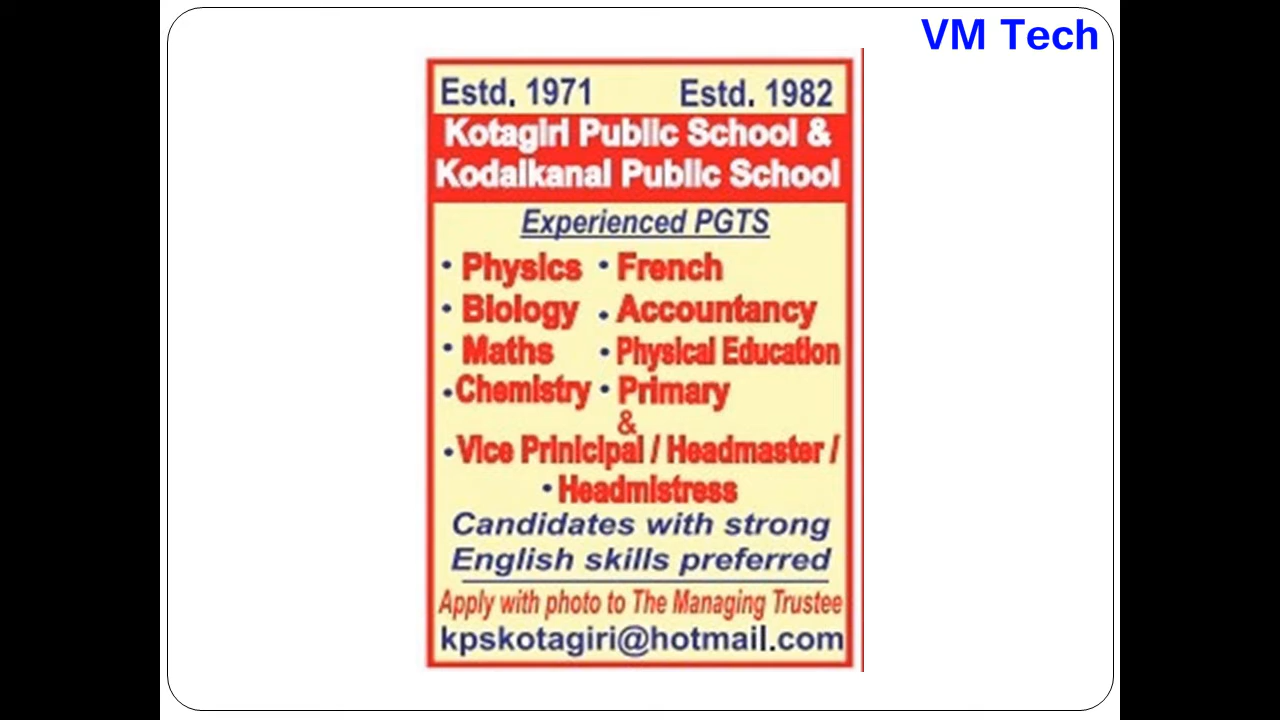 VM Tech
Estd. 1971 Estd. 1982
Kotagiri Public School &
Kodaikanal Public School
Experienced PGTS
• Physics • French
• Biology • Accountancy
• Maths • Physical Education
• Chemistry • Primary
&
• Vice Prinicipal / Headmaster /
• Headmistress
Candidates with strong
English skills preferred
Apply with photo to The Managing Trustee
kpskotagiri@hotmail.com